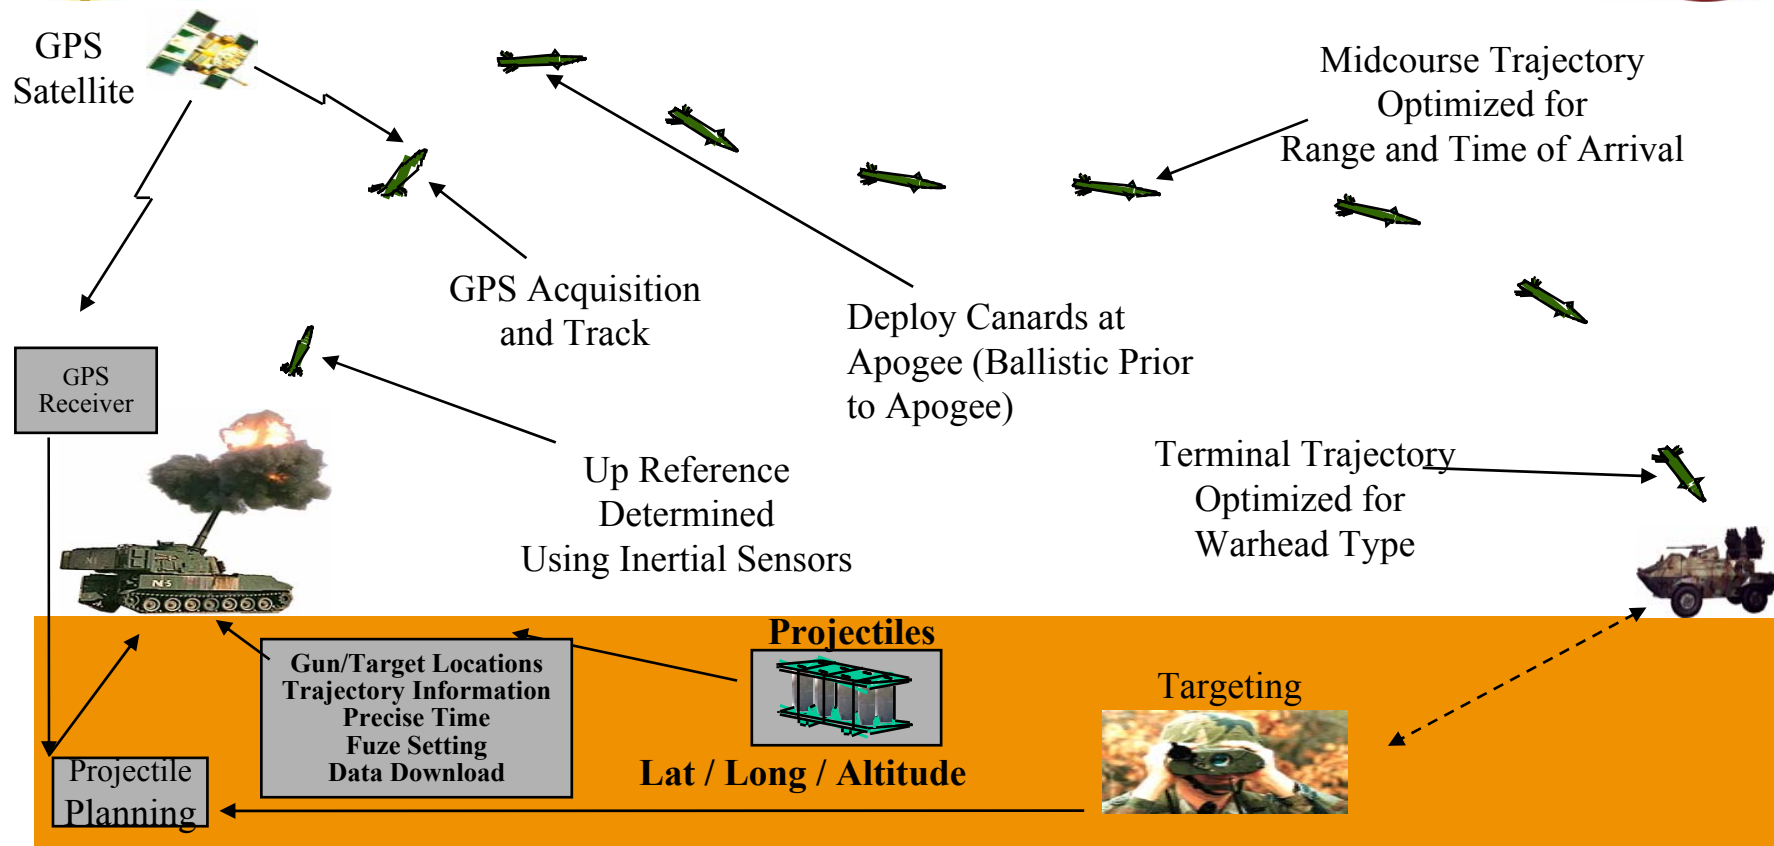 GPS
Satellite
Midcourse Trajectory
Optimized for
Range and Time of Arrival
GPS Acquisition
and Track
Deploy Canards at
Apogee (Ballistic Prior
to Apogee)
GPS
Receiver
Up Reference
Determined
Using Inertial Sensors
Terminal Trajectory
Optimized for
Warhead Type
Gun/Target Locations
Trajectory Information
Precise Time
Fuze Setting
Data Download
Projectiles
Lat / Long / Altitude
Targeting
Projectile
Planning